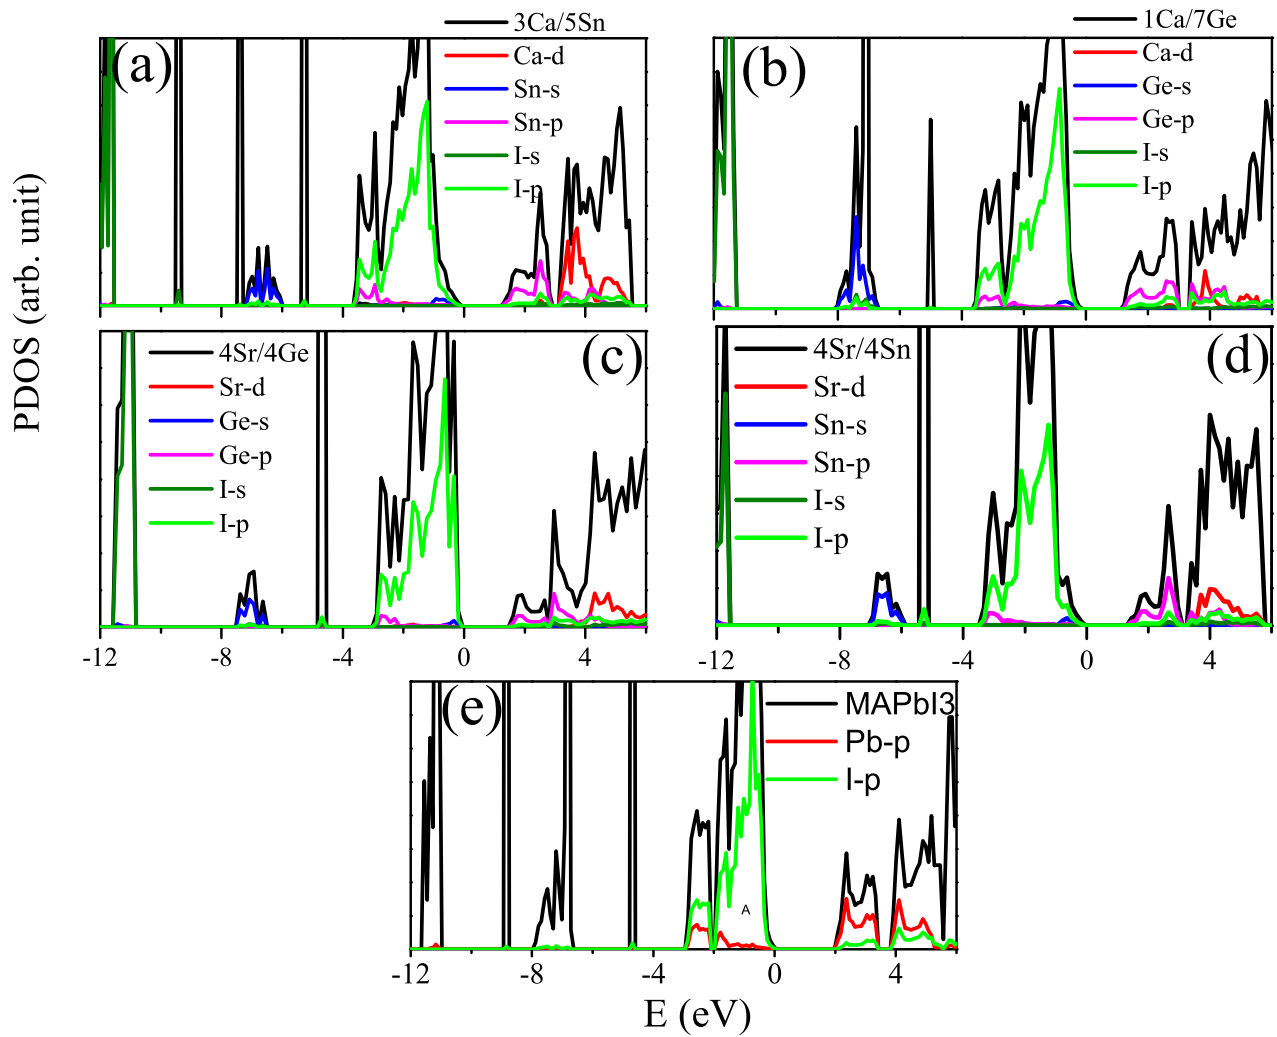 PDOS (arb. unit)
(a)
3Ca/5Sn
Ca-d
Sn-s
Sn-p
I-s
I-p
(b)
1Ca/7Ge
Ca-d
Ge-s
Ge-p
I-s
I-p
(c)
4Sr/4Ge
Sr-d
Ge-s
Ge-p
I-s
I-p
-12 -8 -4 0 4
(d)
4Sr/4Sn
Sr-d
Sn-s
Sn-p
I-s
I-p
-12 -8 -4 0 4
(e)
MAPbI3
Pb-p
I-p
A
-12 -8 -4 0 4
E (eV)